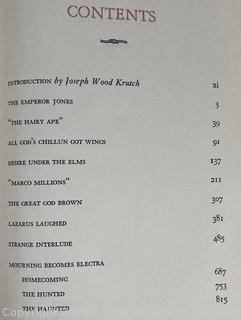 CONTENTS
INTRODUCTION by Joseph Wood Krutch xi
THE EMPEROR JONES 3
"THE HAIRY APE" 39
ALL GOD'S CHILLUN GOT WINGS 91
DESIRE UNDER THE ELMS 137
"MARCO MILLIONS" 211
THE GREAT GOD BROWN 307
LAZARUS LAUGHED 381
STRANGE INTERLUDE 485
MOURNING BECOMES ELECTRA
HOMECOMING 687
THE HUNTED 753
THE HAUNTED 815